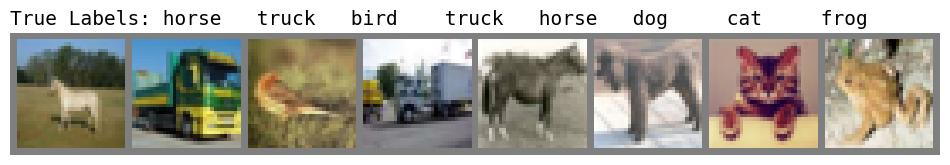 True Labels: horse truck bird truck horse dog cat frog